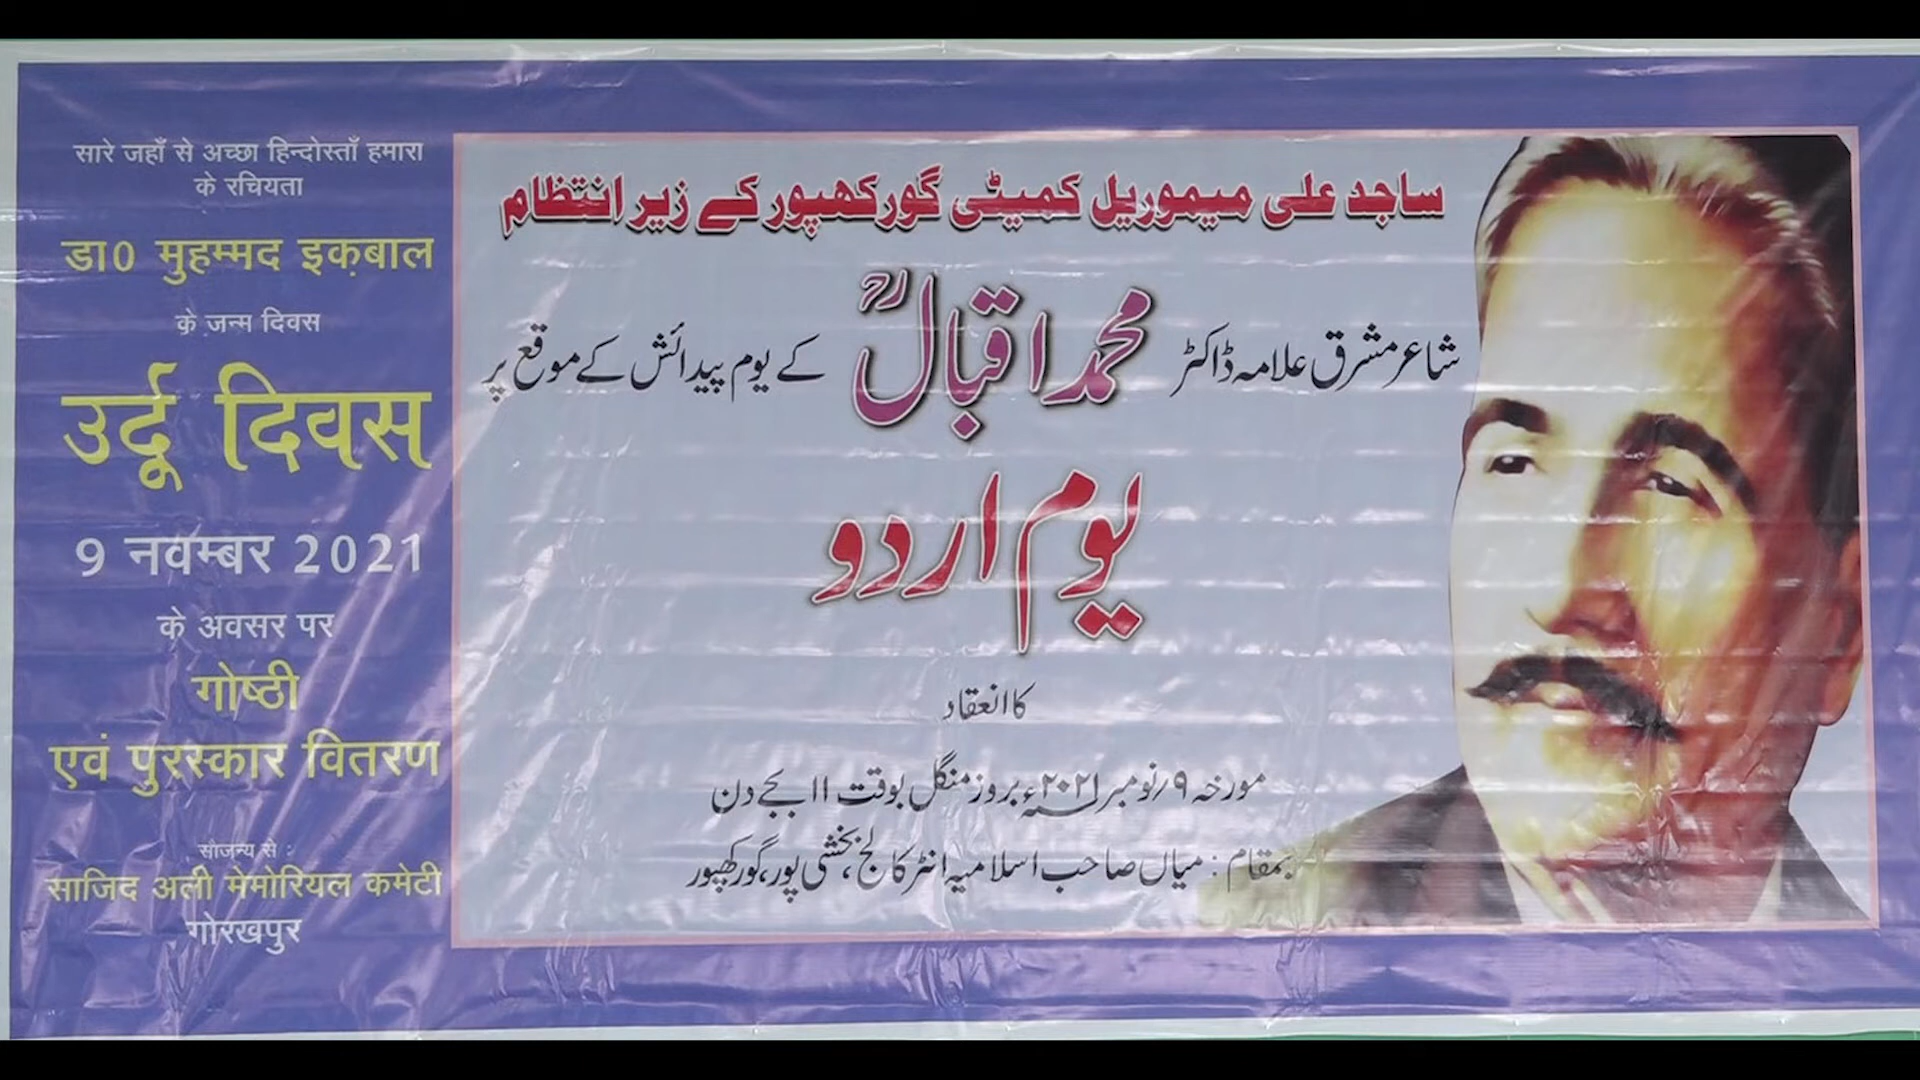 सारे जहाँ से अच्छा हिन्दोस्ताँ हमारा
के रचियता
डा0 मुहम्मद इक़बाल
के जन्म दिवस
उर्दू दिवस
9 नवम्बर 2021
के अवसर पर
गोष्ठी
एवं पुरस्कार वितरण
सौजन्य से :
साजिद अली मेमोरियल कमेटी
गोरखपुर
ساجد علی میموریل کمیٹی گورکھپور کے زیر انتظام
شاعر مشرق علامہ ڈاکٹر محمد اقبالؒ کے یوم پیدائش کے موقع پر
یوم اردو
کا انعقاد
مورخہ ۹/نومبر ۲۰۲۱ء بروز منگل بوقت ۱۱ بجے دن
بمقام : میاں صاحب اسلامیہ انٹر کالج، بخشی پور، گورکھپور